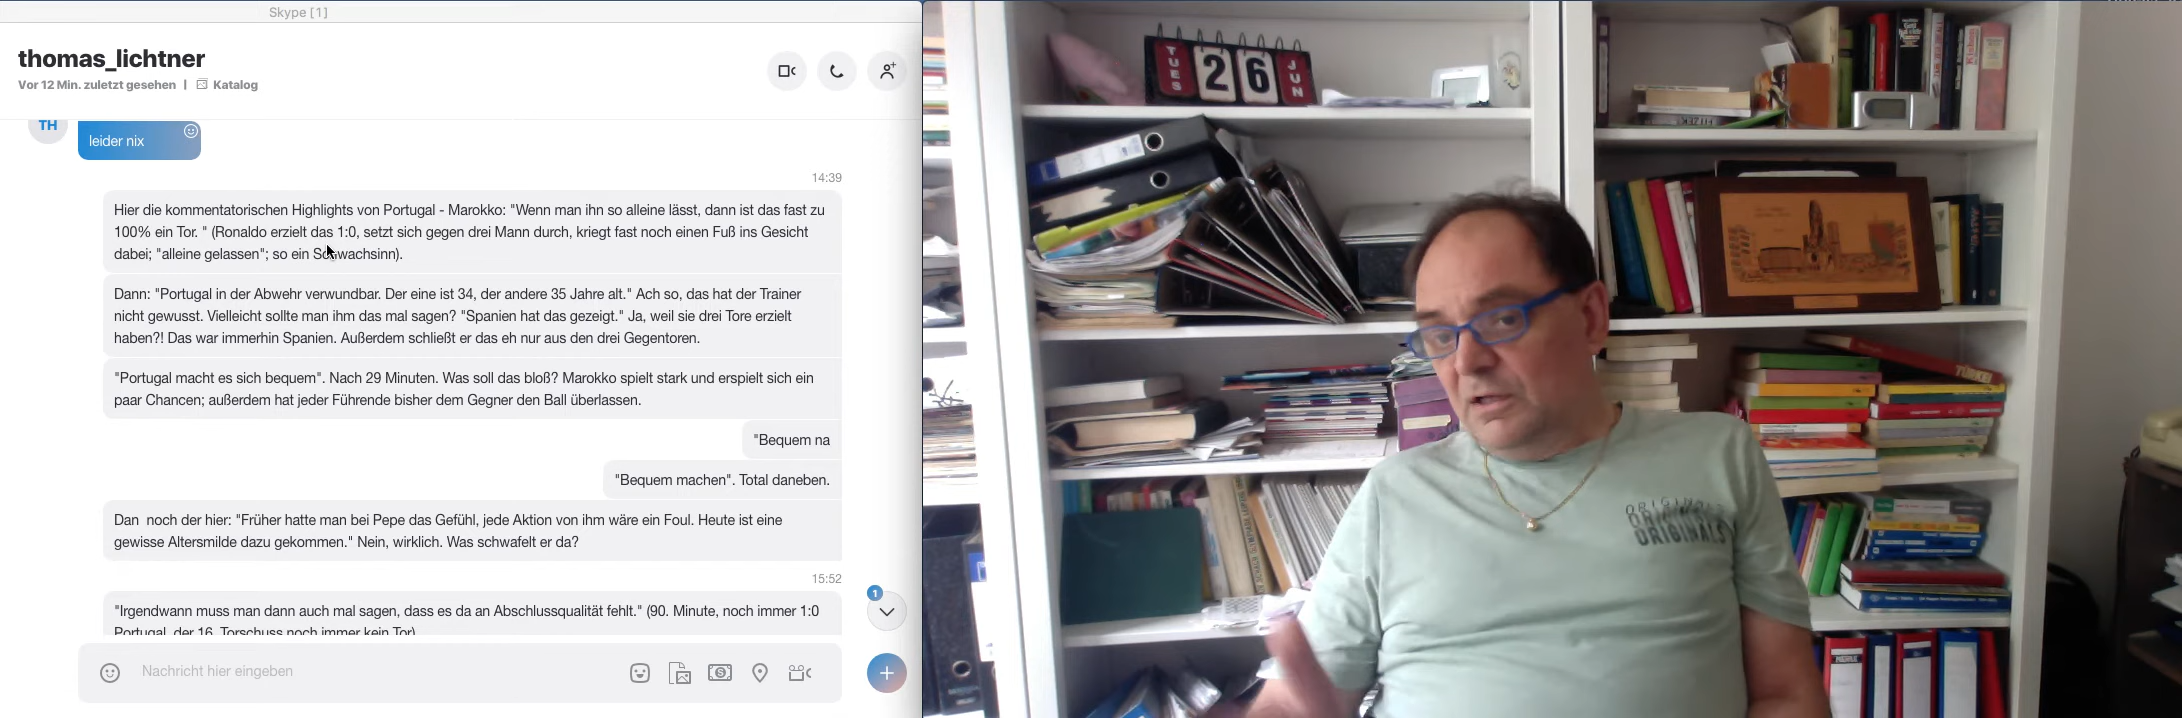 Skype [1]
thomas_lichtner
Vor 12 Min. zuletzt gesehen | Katalog
TH
leider nix
14:39
Hier die kommentatorischen Highlights von Portugal - Marokko: "Wenn man ihn so alleine lässt, dann ist das fast zu
100% ein Tor. " (Ronaldo erzielt das 1:0, setzt sich gegen drei Mann durch, kriegt fast noch einen Fuß ins Gesicht
dabei; "alleine gelassen"; so ein Schwachsinn).
Dann: "Portugal in der Abwehr verwundbar. Der eine ist 34, der andere 35 Jahre alt." Ach so, das hat der Trainer
nicht gewusst. Vielleicht sollte man ihm das mal sagen? "Spanien hat das gezeigt." Ja, weil sie drei Tore erzielt
haben?! Das war immerhin Spanien. Außerdem schließt er das eh nur aus den drei Gegentoren.
"Portugal macht es sich bequem". Nach 29 Minuten. Was soll das bloß? Marokko spielt stark und erspielt sich ein
paar Chancen; außerdem hat jeder Führende bisher dem Gegner den Ball überlassen.
"Bequem na
"Bequem machen". Total daneben.
Dan  noch der hier: "Früher hatte man bei Pepe das Gefühl, jede Aktion von ihm wäre ein Foul. Heute ist eine
gewisse Altersmilde dazu gekommen." Nein, wirklich. Was schwafelt er da?
15:52
"Irgendwann muss man dann auch mal sagen, dass es da an Abschlussqualität fehlt." (90. Minute, noch immer 1:0
Portugal, der 16. Torschuss noch immer kein Tor)
1
Nachricht hier eingeben
TUES
26
JUN
TÜRKEI
ORIGINALS
ORIGINALS
ORIGINALS